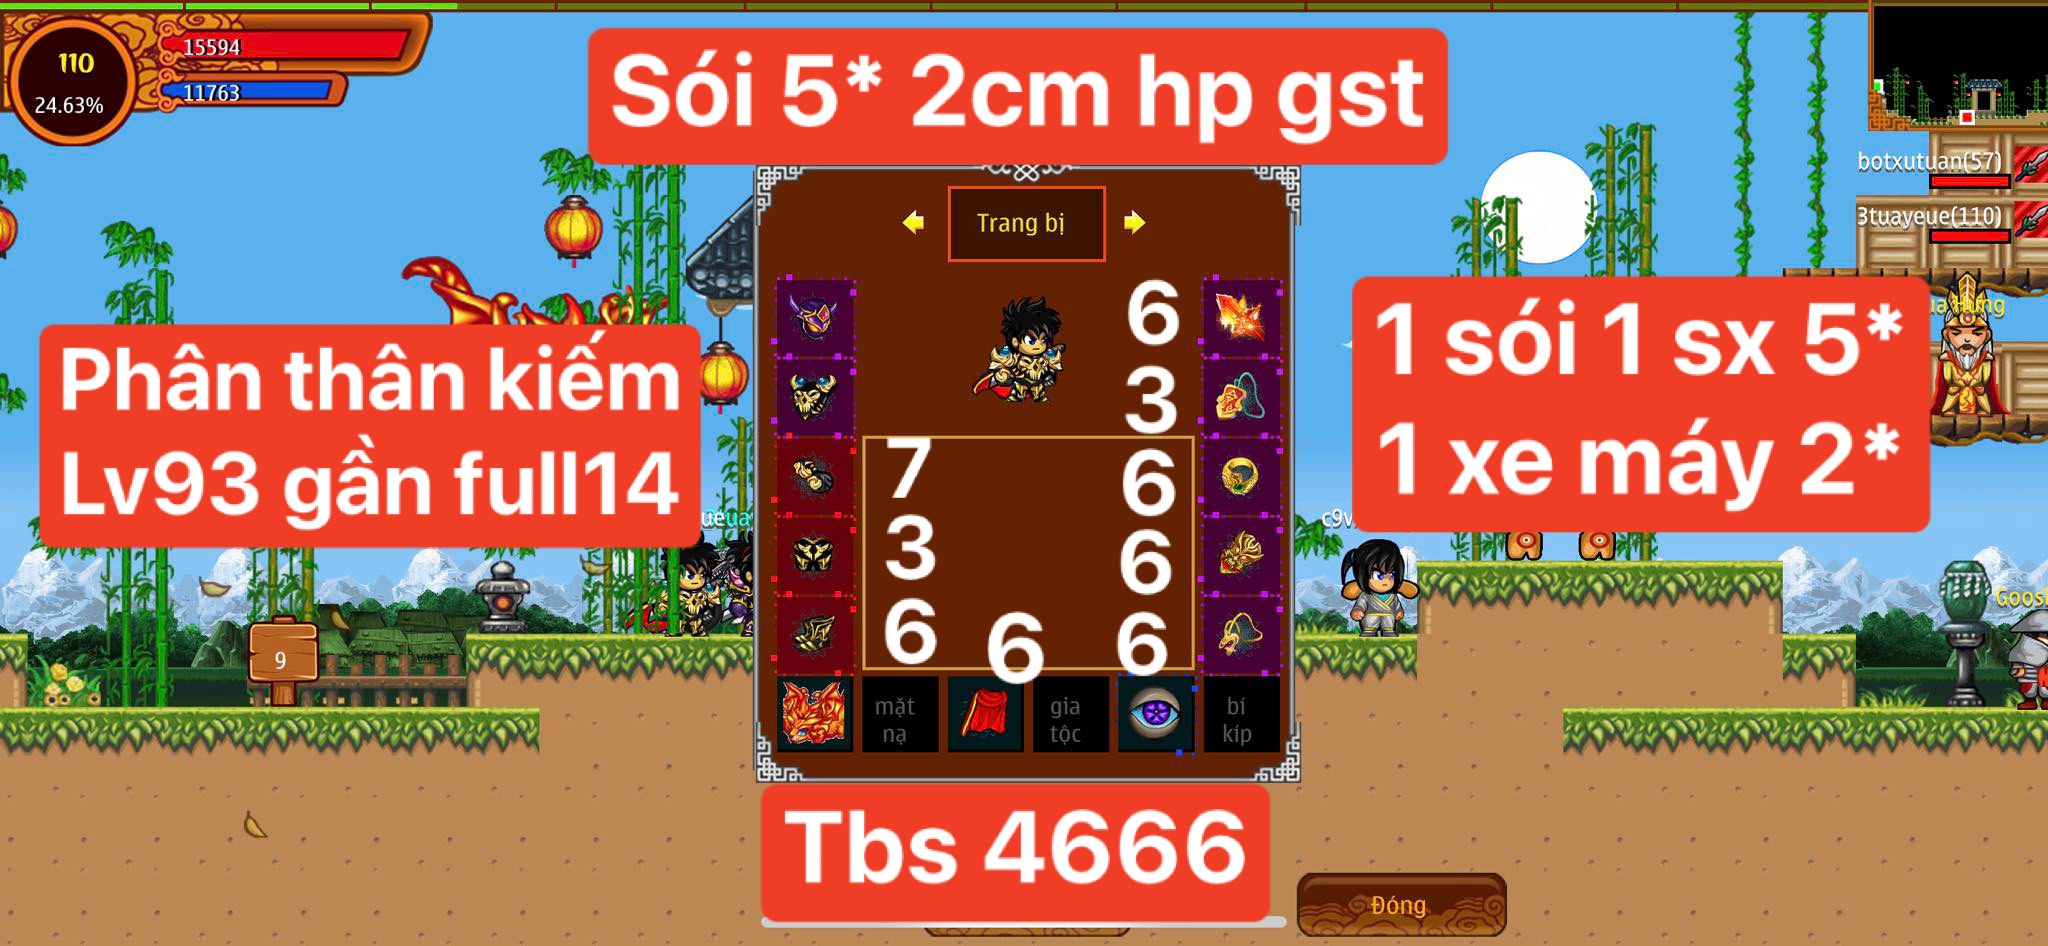 110
24.63%
15594
11763
Sói 5* 2cm hp gst
botxutuan(57)
3tuayeue(110)
Trang bị
Phân thân kiếm
Lv93 gần full14
1 sói 1 sx 5*
1 xe máy 2*
6
3
7
6
3
6
6
6
6
9
mặt
nạ
gia
tộc
bí
kíp
Tbs 4666
Đóng